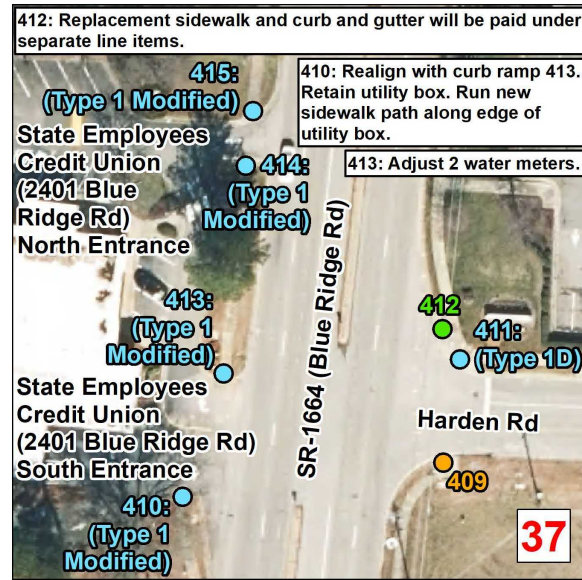 412: Replacement sidewalk and curb and gutter will be paid under
separate line items.
410: Realign with curb ramp 413.
Retain utility box. Run new
sidewalk path along edge of
utility box.
413: Adjust 2 water meters.
415:
(Type 1 Modified)
State Employees
Credit Union
(2401 Blue
Ridge Rd)
North Entrance
414:
(Type 1
Modified)
SR-1664 (Blue Ridge Rd)
413:
(Type 1
Modified)
412
411:
(Type 1D)
State Employees
Credit Union
(2401 Blue Ridge Rd)
South Entrance
Harden Rd
409
410:
(Type 1
Modified)
37